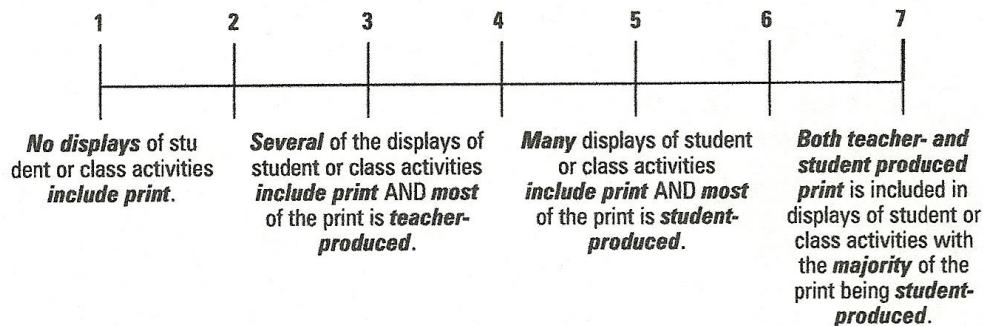 1 2 3 4 5 6 7
No displays of stu
dent or class activities
include print.
Several of the displays of
student or class activities
include print AND most
of the print is teacher-
produced.
Many displays of student
or class activities
include print AND most
of the print is student-
produced.
Both teacher- and
student produced
print is included in
displays of student or
class activities with
the majority of the
print being student-
produced.